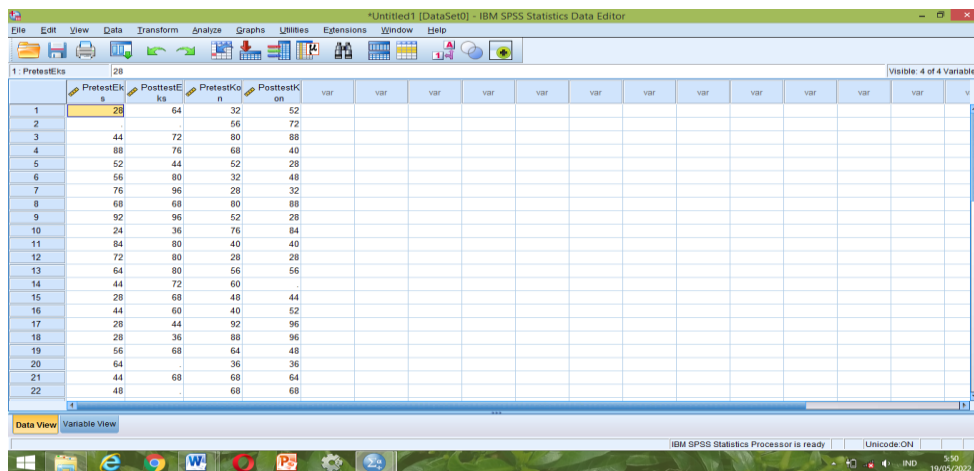 *Untitled1 [DataSet0] - IBM SPSS Statistics Data Editor
File Edit View Data Transform Analyze Graphs Utilities Extensions Window Help
1 : PretestEks 28 Visible: 4 of 4 Variable
PretestEks PosttestEks PretestKon PosttestKon var var var var var var var var var var var var v
1 28 64 32 52
2 . . 56 72
3 44 72 80 88
4 88 76 68 40
5 52 44 52 28
6 56 80 32 48
7 76 96 28 32
8 68 68 80 88
9 92 96 52 28
10 24 36 76 84
11 84 80 40 40
12 72 80 28 28
13 64 80 56 56
14 44 72 60 .
15 28 68 48 44
16 44 60 40 52
17 28 44 92 96
18 28 36 88 96
19 56 68 64 48
20 64 . 36 36
21 44 68 68 64
22 48 . 68 68
Data View Variable View
IBM SPSS Statistics Processor is ready Unicode:ON
IND 5:50
19/05/2022